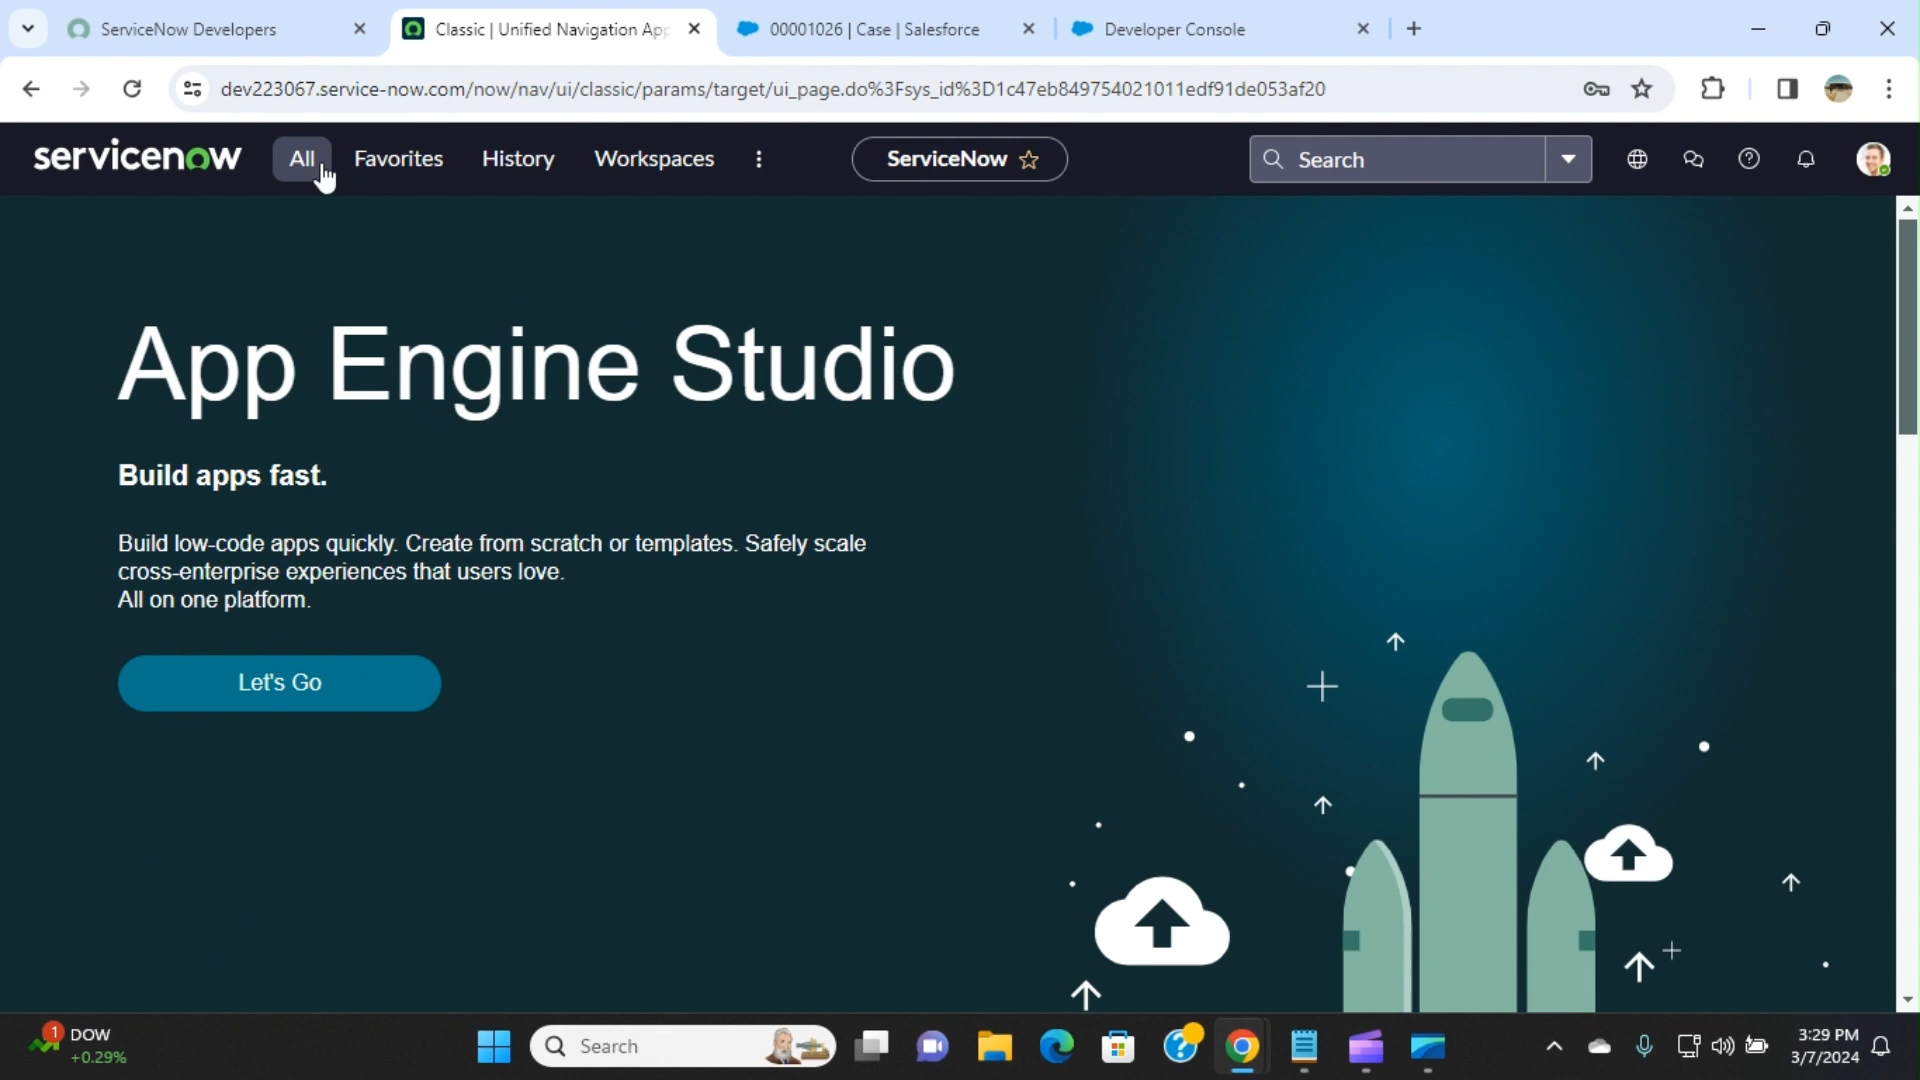 ServiceNow Developers
Classic | Unified Navigation App
00001026 | Case | Salesforce
Developer Console
dev223067.service-now.com/now/nav/ui/classic/params/target/ui_page.do%3Fsys_id%3D1c47eb849754021011edf91de053af20
servicenow
All
Favorites
History
Workspaces
ServiceNow
Search
App Engine Studio
Build apps fast.
Build low-code apps quickly. Create from scratch or templates. Safely scale
cross-enterprise experiences that users love.
All on one platform.
Let's Go
1
DOW
+0.29%
Search
3:29 PM
3/7/2024